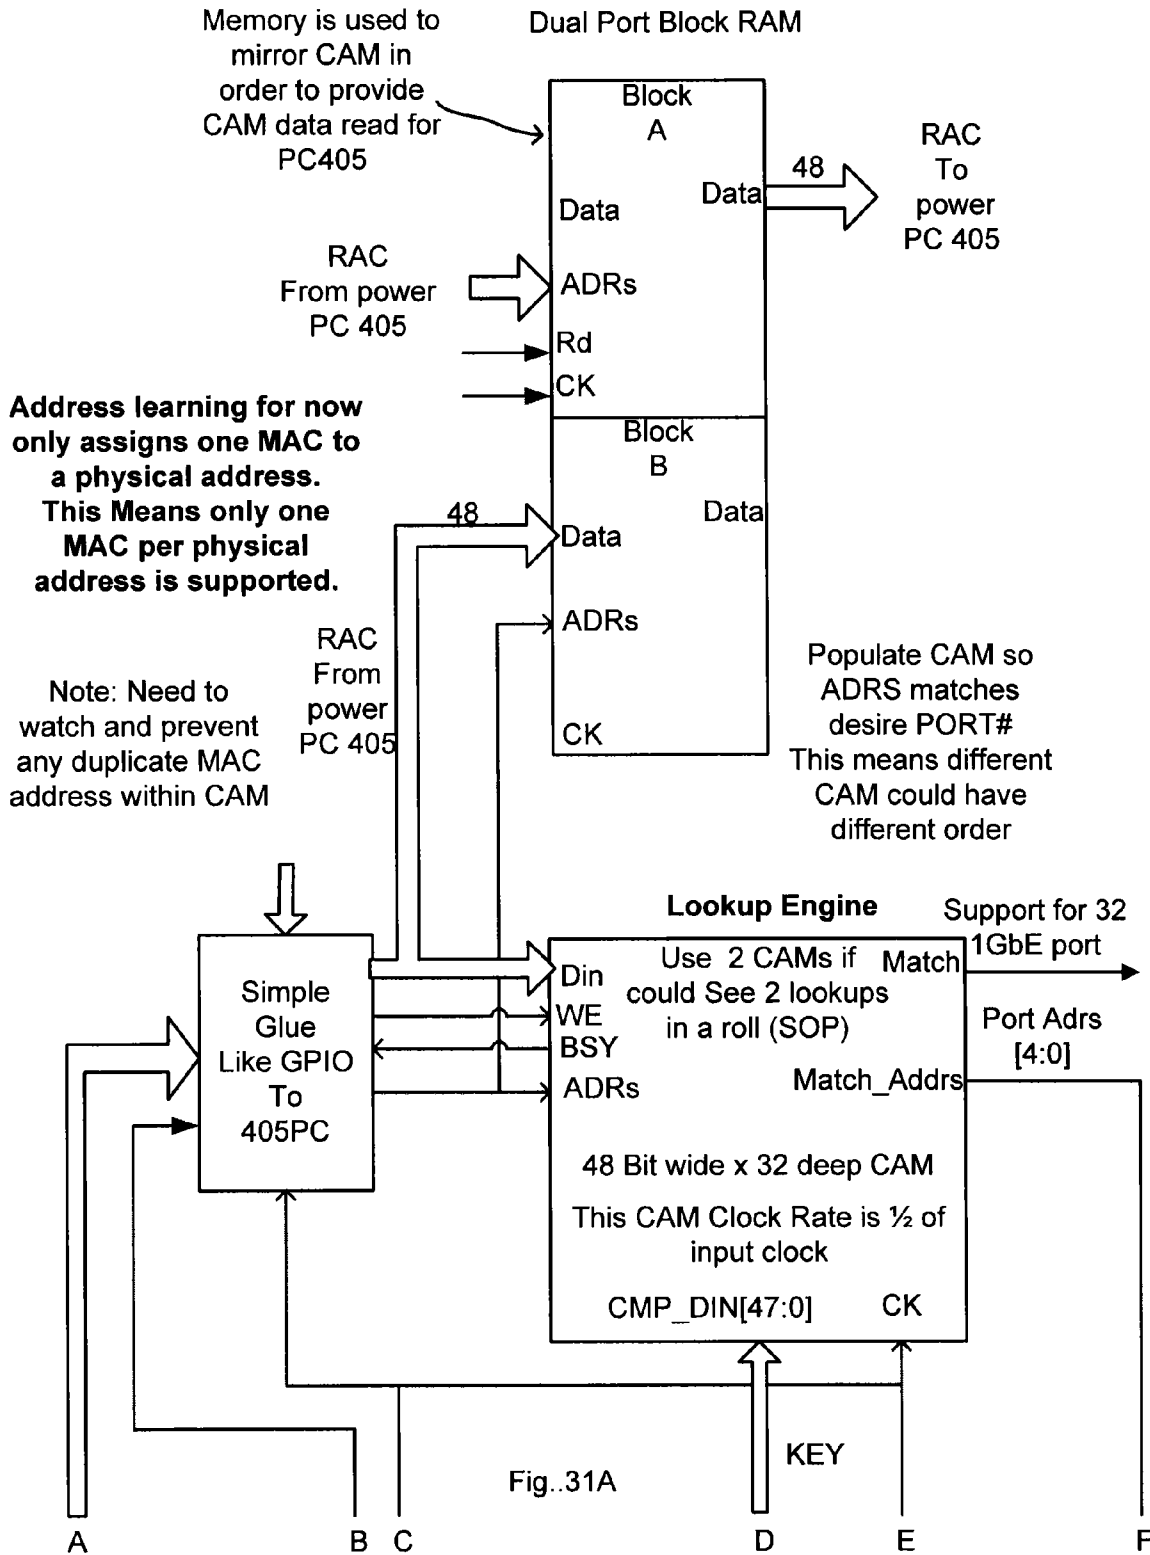 Memory is used to
mirror CAM in
order to provide
CAM data read for
PC405
Dual Port Block RAM
Block
A
Data
Data
48
RAC
To
power
PC 405
RAC
From power
PC 405
ADRs
Rd
CK
Address learning for now
only assigns one MAC to
a physical address.
This Means only one
MAC per physical
address is supported.
Block
B
48
Data
Data
ADRs
CK
RAC
From
power
PC 405
Note: Need to
watch and prevent
any duplicate MAC
address within CAM
Populate CAM so
ADRS matches
desire PORT#
This means different
CAM could have
different order
Lookup Engine
Support for 32
1GbE port
Simple
Glue
Like GPIO
To
405PC
Din
WE
BSY
ADRs
Use 2 CAMs if
could See 2 lookups
in a roll (SOP)
Match
Port Adrs
[4:0]
Match_Addrs
48 Bit wide x 32 deep CAM
This CAM Clock Rate is ½ of
input clock
CMP_DIN[47:0]
CK
KEY
Fig..31A
A
B
C
D
E
F